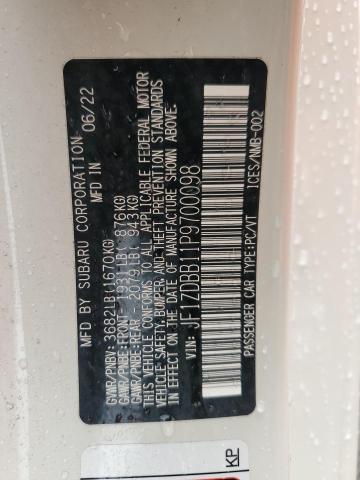 MFD BY SUBARU CORPORATION 06/22
GVWR/PNBV: 3682LB(1670KG)
GAWR/PNBE-FRONT: 1931LB( 876KG)
GAWR/PNBE-REAR: 2079LB( 943KG)
THIS VEHICLE CONFORMS TO ALL APPLICABLE FEDERAL MOTOR
VEHICLE SAFETY,BUMPER AND THEFT PREVENTION STANDARDS
IN EFFECT ON THE DATE OF MANUFACTURE SHOWN ABOVE.
VIN: JF1ZDBB11P9700098
PASSENGER CAR TYPE:PC/VT ICES/NMB-002
KP